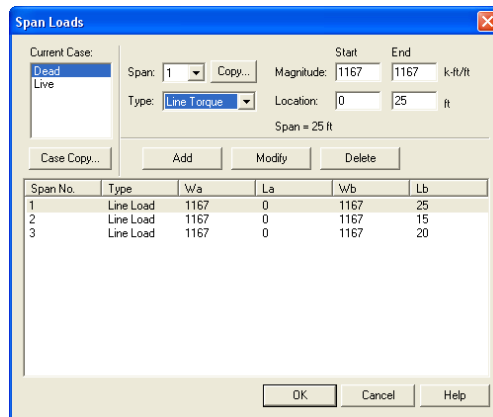 Span Loads
Current Case:
Dead
Live
Case Copy...
Span: 1 Copy...
Type: Line Torque
Start End
Magnitude: 1167 1167 k-ft/ft
Location: 0 25 ft
Span = 25 ft
Add Modify Delete
Span No. Type Wa La Wb Lb
1 Line Load 1167 0 1167 25
2 Line Load 1167 0 1167 15
3 Line Load 1167 0 1167 20
OK Cancel Help